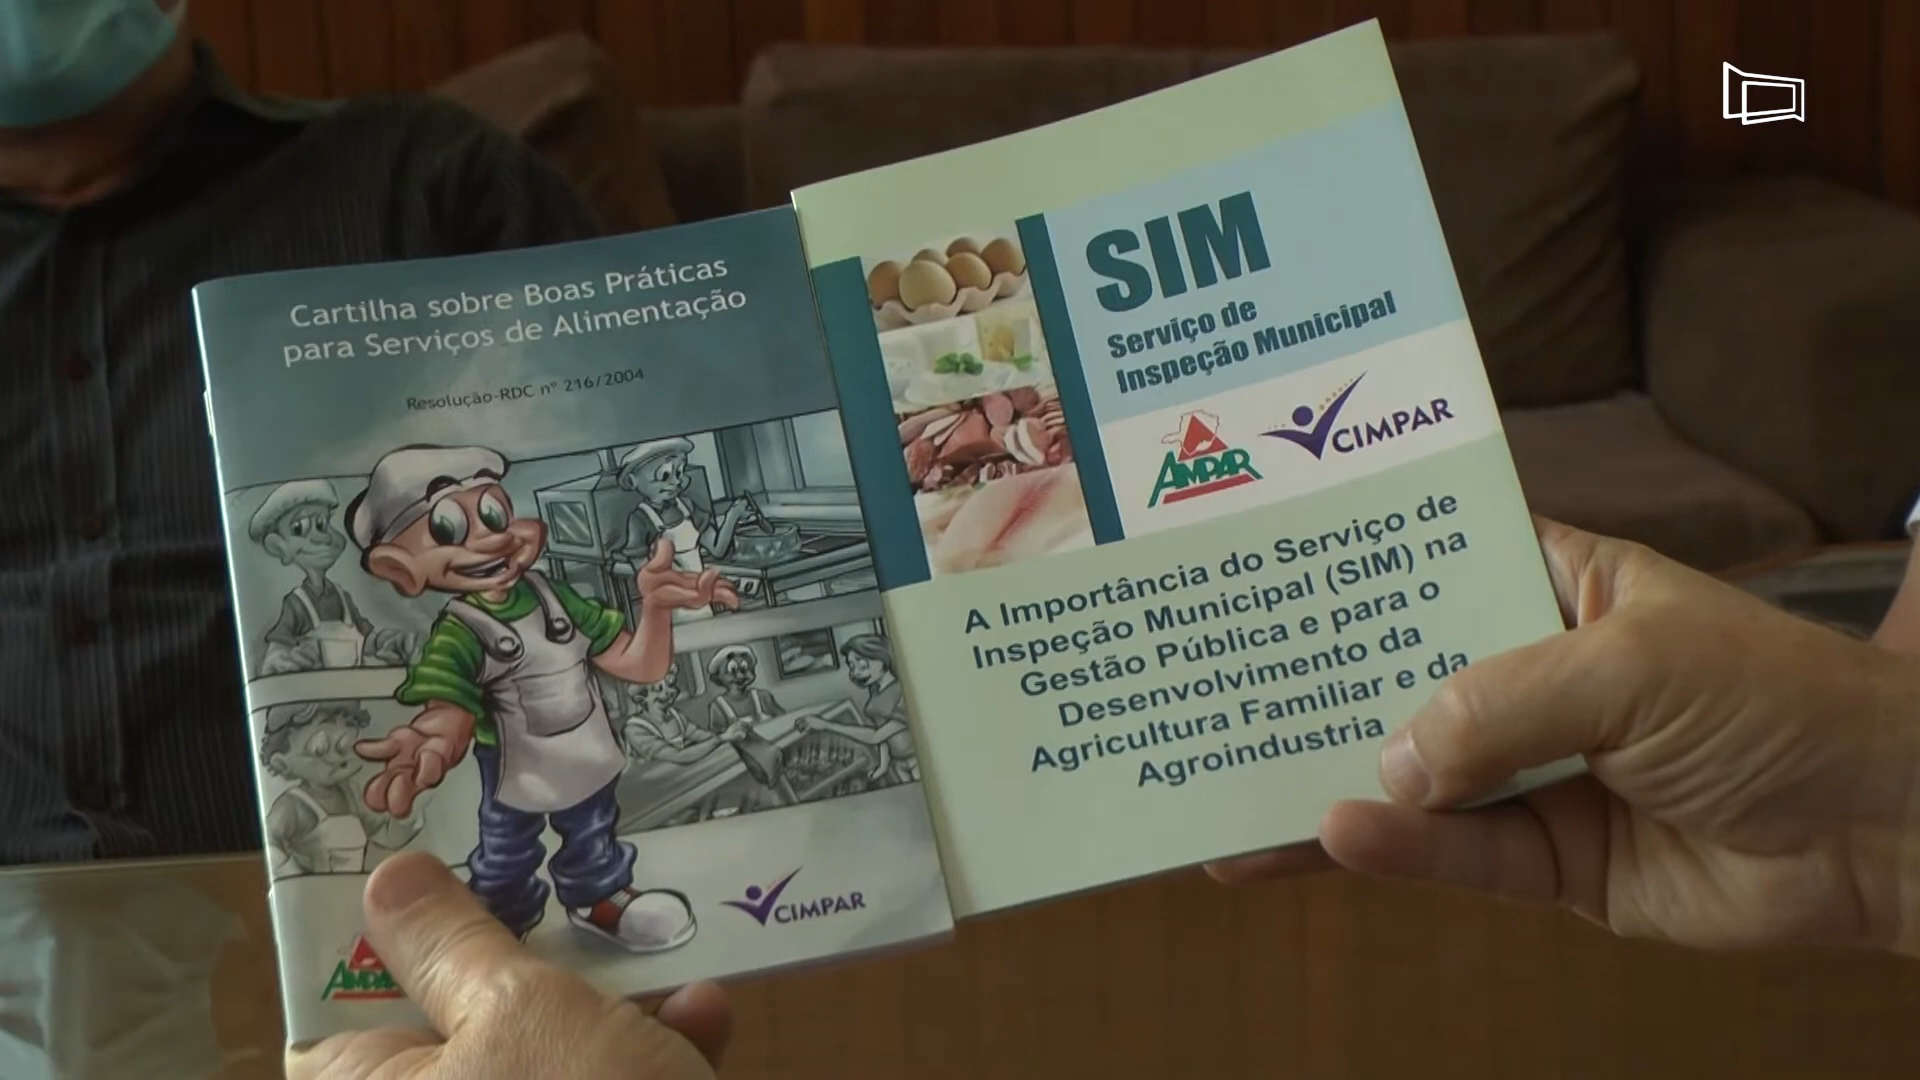 Cartilha sobre Boas Práticas
para Serviços de Alimentação
Resolução-RDC nº 216/2004
CIMPAR
SIM
Serviço de
Inspeção Municipal
AMPAR
CIMPAR
A Importância do Serviço de
Inspeção Municipal (SIM) na
Gestão Pública e para o
Desenvolvimento da
Agricultura Familiar e da
Agroindustria